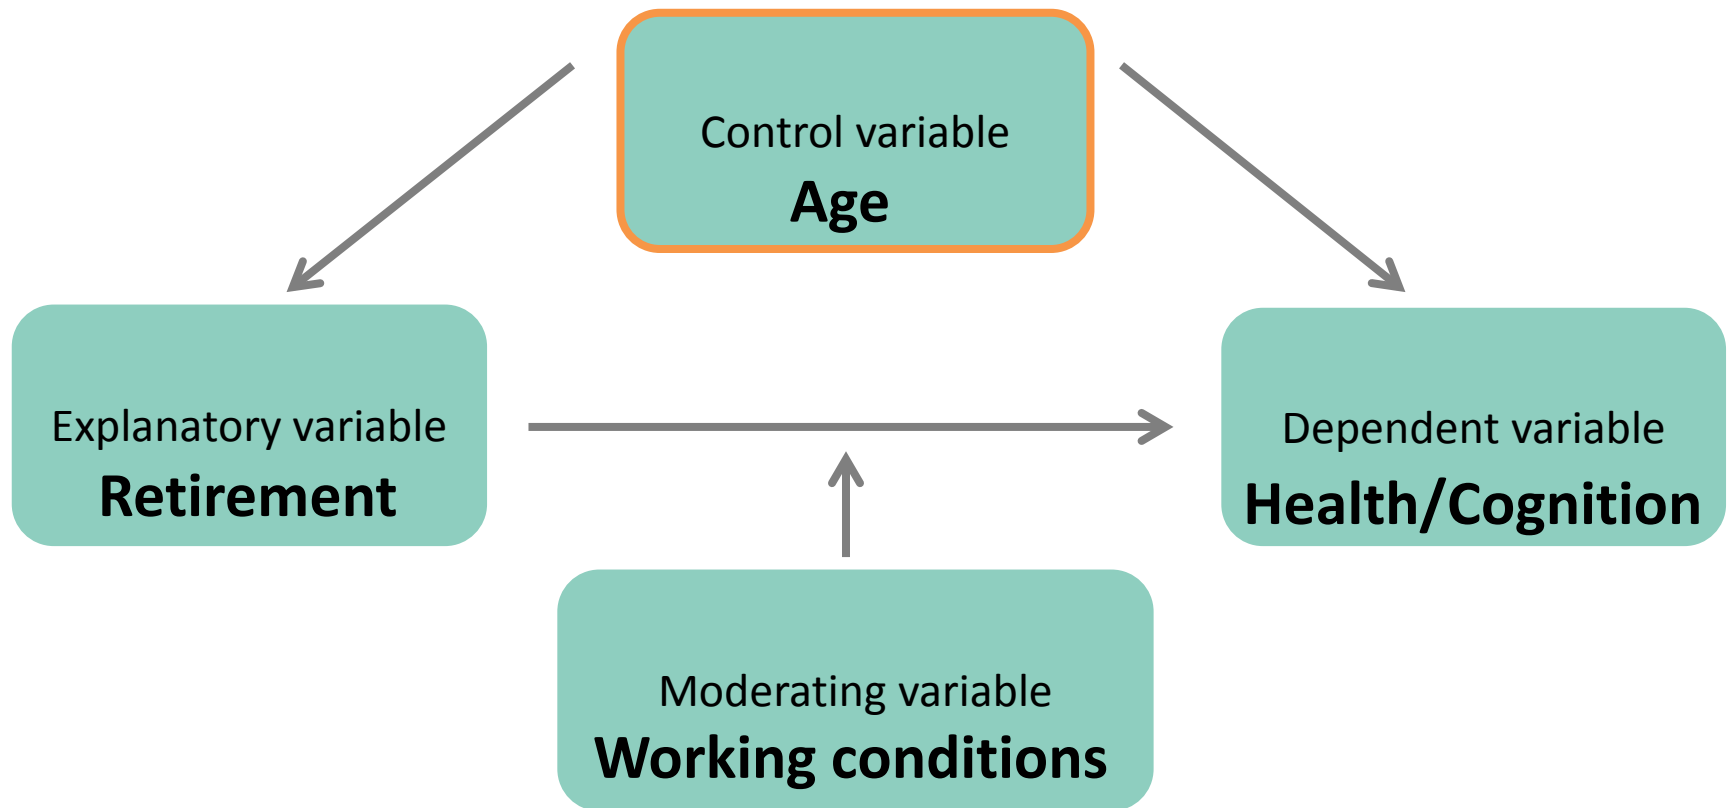 Control variable
Age
Explanatory variable
Retirement
Dependent variable
Health/Cognition
Moderating variable
Working conditions